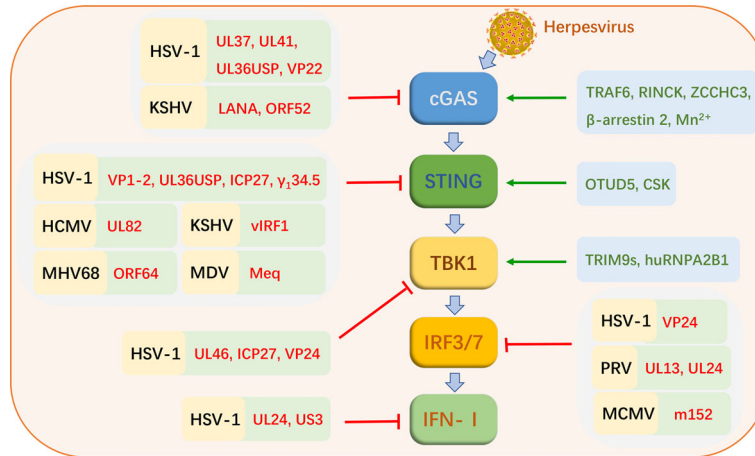 Herpesvirus
HSV-1
UL37, UL41,
UL36USP, VP22
KSHV
LANA, ORF52
cGAS
TRAF6, RINCK, ZCCHC3,
β-arrestin 2, Mn²⁺
HSV-1
VP1-2, UL36USP, ICP27, γ₁34.5
HCMV
UL82
KSHV
vIRF1
MHV68
ORF64
MDV
Meq
STING
OTUD5, CSK
TBK1
TRIM9s, huRNPA2B1
HSV-1
UL46, ICP27, VP24
IRF3/7
HSV-1
VP24
PRV
UL13, UL24
MCMV
m152
HSV-1
UL24, US3
IFN- I